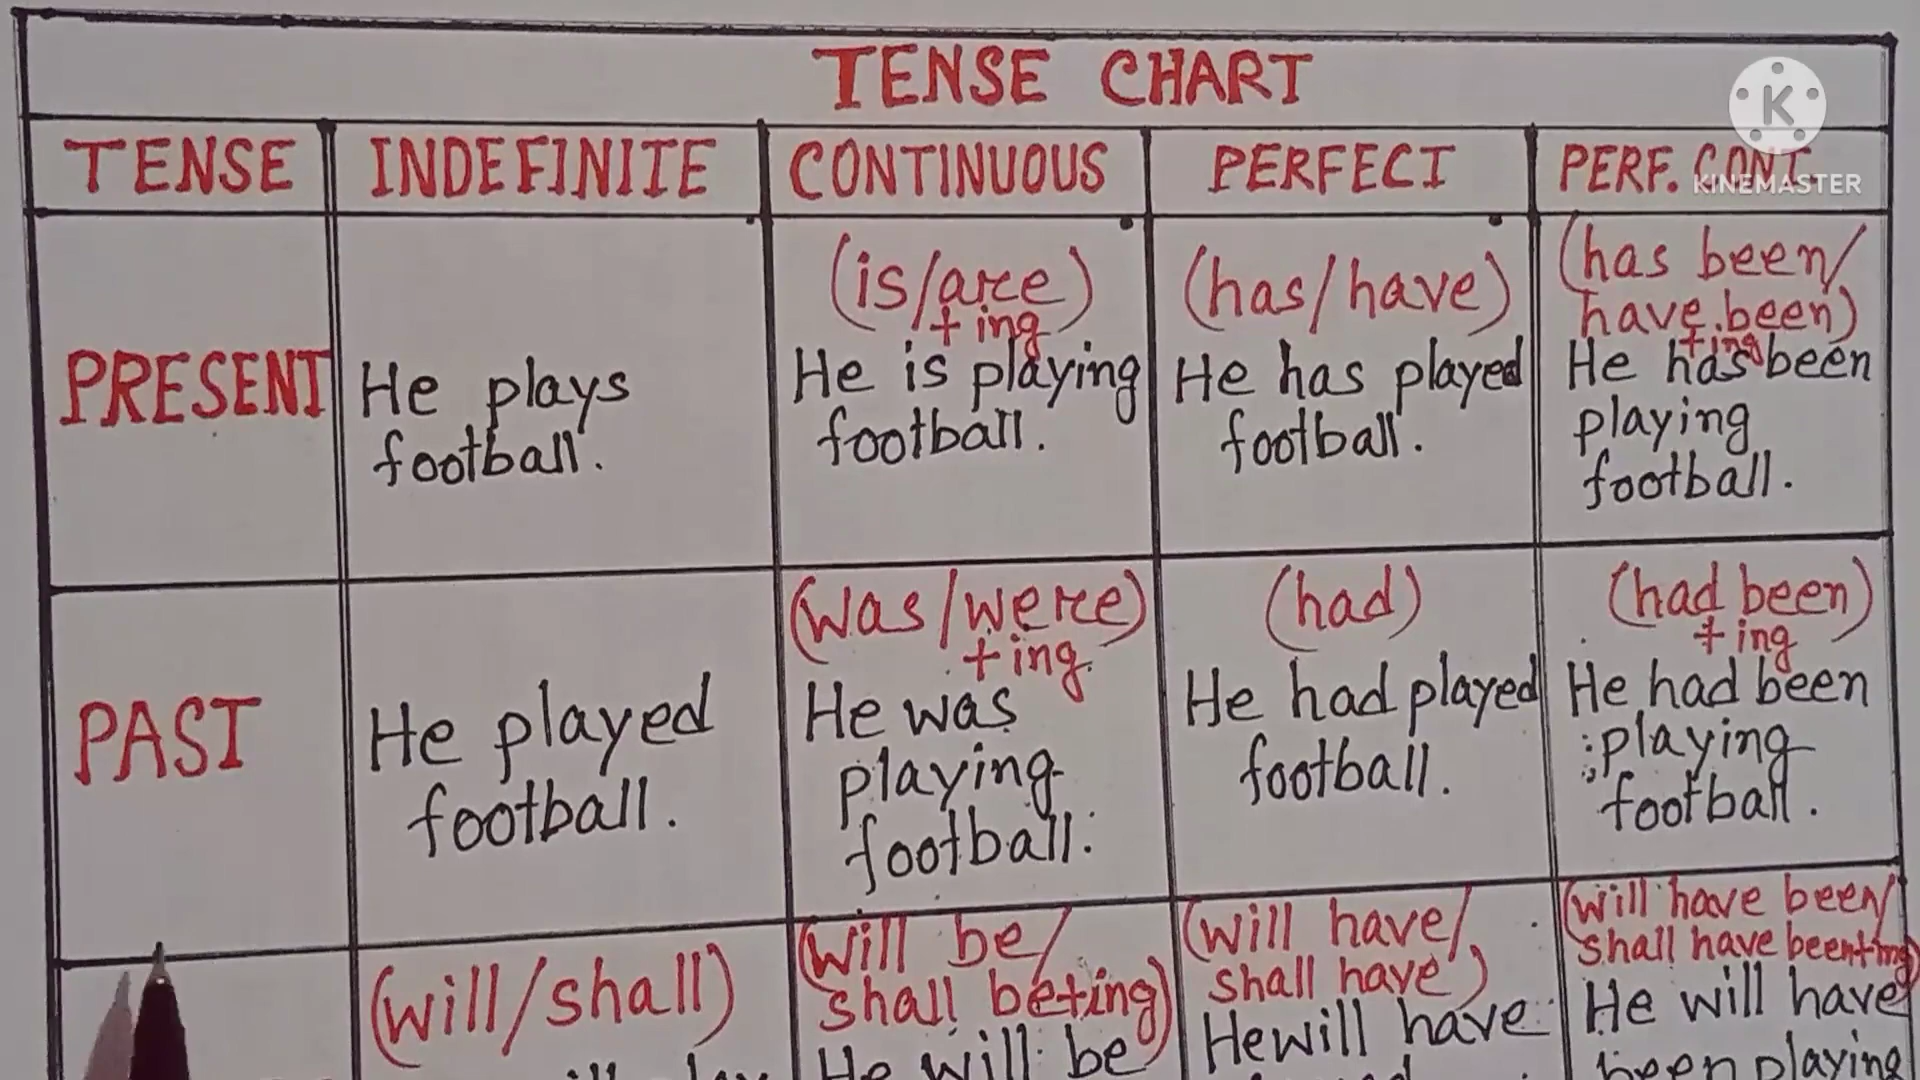 TENSE CHART
K
KINEMASTER
TENSE
INDEFINITE
CONTINUOUS
PERFECT
PERF. CONT.
PRESENT
He plays
football.
(is/are)
+ing
He is playing
football.
(has/have)
He has played
football.
(has been/
have been)
+ing
He has been
playing
football.
PAST
He played
football.
(was/were)
+ing
He was
playing
football.
(had)
He had played
football.
(had been)
+ing
He had been
playing
football.
(will/shall)
(will be/
shall be+ing)
He will be
(will have/
shall have)
He will have
(will have been/
shall have been+ing)
He will have
been playing